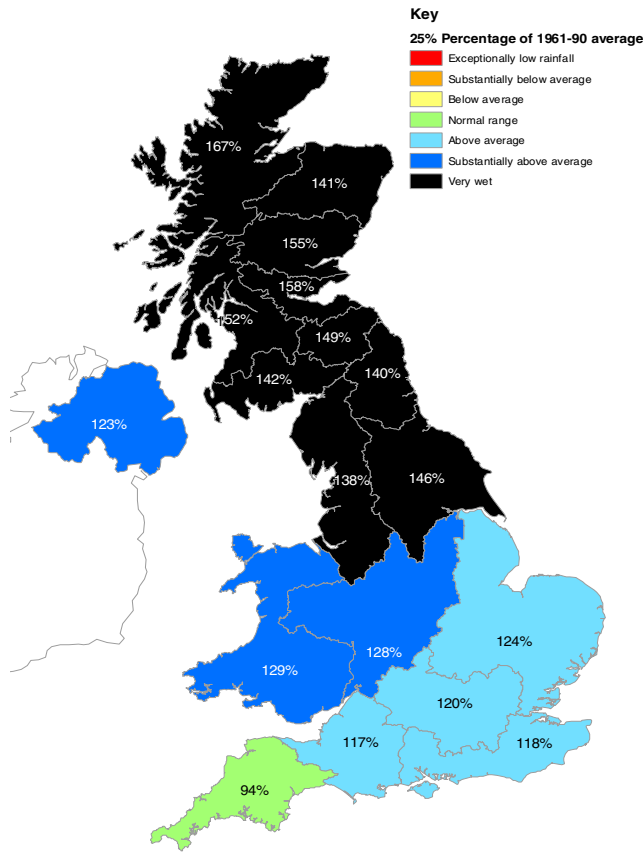 Key
25% Percentage of 1961-90 average
Exceptionally low rainfall
Substantially below average
Below average
Normal range
Above average
Substantially above average
Very wet
167%
141%
155%
158%
152%
149%
142%
140%
123%
138%
146%
124%
128%
129%
120%
117%
118%
94%